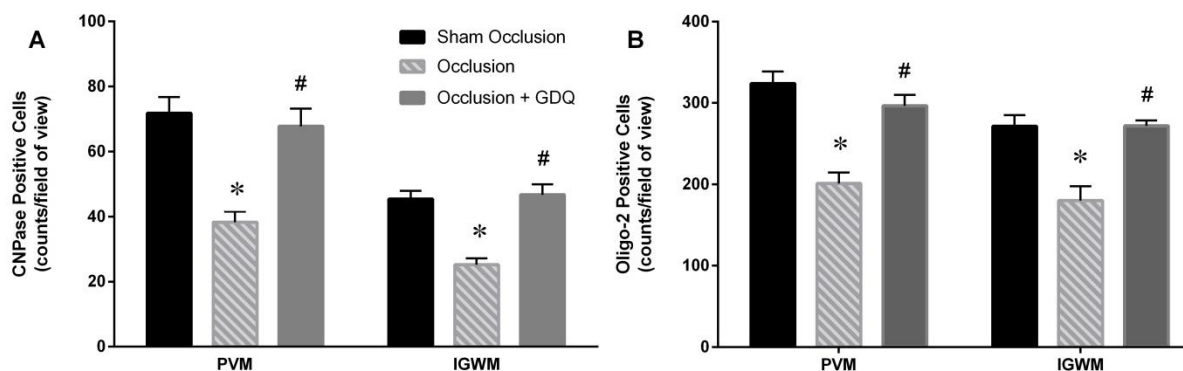 A
CNPase Positive Cells
(counts/field of view)
100
80
60
40
20
0
Sham Occlusion
Occlusion
Occlusion + GDQ
*
#
*
#
PVM
IGWM
B
Oligo-2 Positive Cells
(counts/field of view)
400
300
200
100
0
*
#
*
#
PVM
IGWM